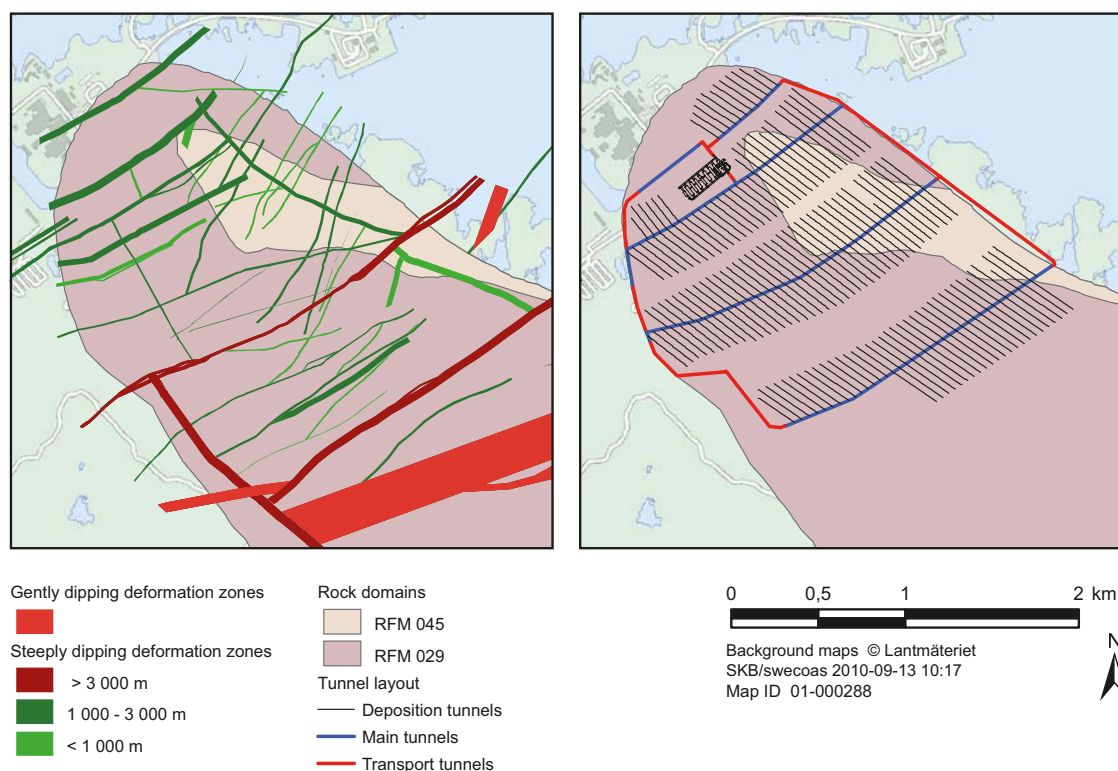 Gently dipping deformation zones
Steeply dipping deformation zones
> 3 000 m
1 000 - 3 000 m
< 1 000 m
Rock domains
RFM 045
RFM 029
Tunnel layout
Deposition tunnels
Main tunnels
Transport tunnels
0 0,5 1 2 km
Background maps © Lantmäteriet
SKB/swecoas 2010-09-13 10:17
Map ID 01-000288
N